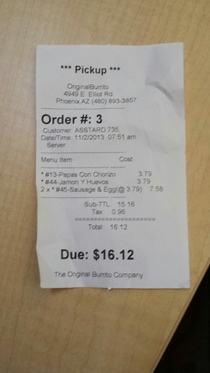 *** Pickup ***
OriginalBurrito
4949 E. Elliot Rd
Phoenix,AZ (480) 893-3857
Order #: 3
Customer: ASSTARD 735,
Date/Time: 11/2/2013 07:51 am
Server:
Menu Item Cost
* #13-Papas Con Chorizo 3.79
* #44-Jamon Y Huevos 3.79
2 x * #45-Sausage & Egg(@ 3.79) 7.58
Sub-TTL 15.16
Tax: 0.96
======================
Total: 16.12
Due: $16.12
The Original Burrito Company